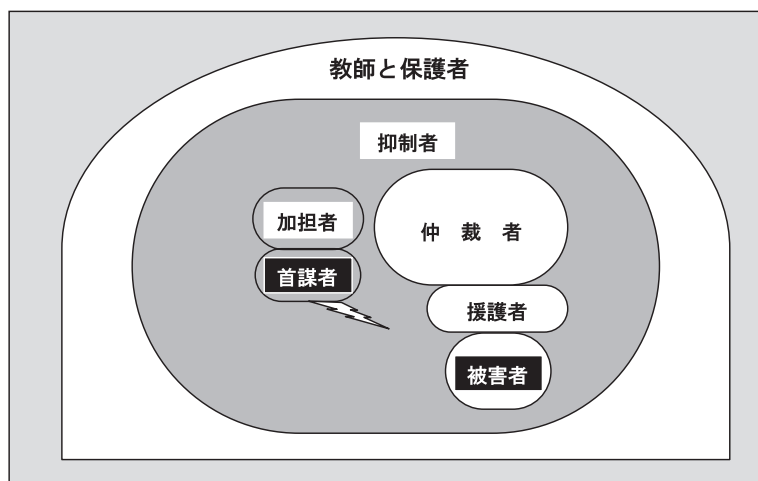 教師と保護者
抑制者
加担者
仲　裁　者
首謀者
援護者
被害者